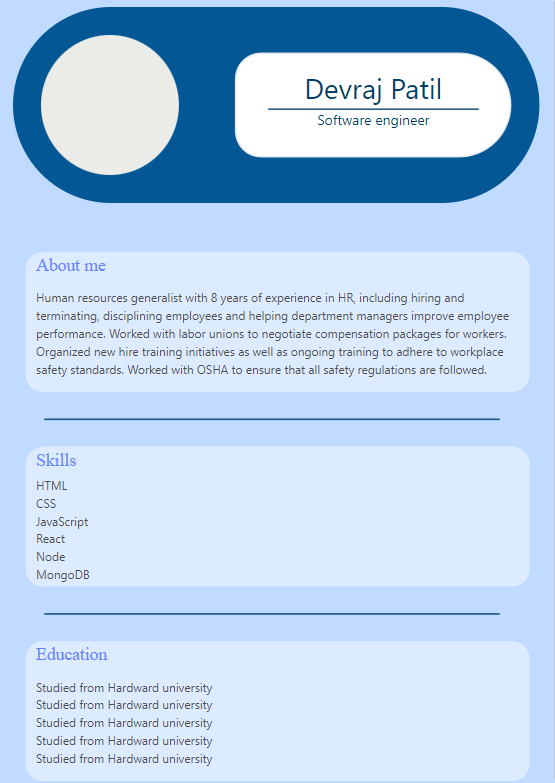 Devraj Patil
Software engineer
About me
Human resources generalist with 8 years of experience in HR, including hiring and
terminating, disciplining employees and helping department managers improve employee
performance. Worked with labor unions to negotiate compensation packages for workers.
Organized new hire training initiatives as well as ongoing training to adhere to workplace
safety standards. Worked with OSHA to ensure that all safety regulations are followed.
Skills
HTML
CSS
JavaScript
React
Node
MongoDB
Education
Studied from Hardward university
Studied from Hardward university
Studied from Hardward university
Studied from Hardward university
Studied from Hardward university